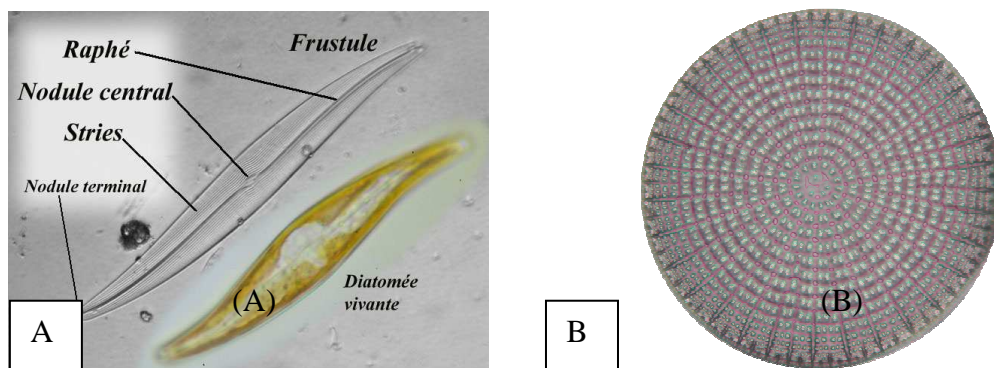 Raphé
Frustule
Nodule central
Stries
Nodule terminal
Diatomée
vivante
(A)
(B)
A
B